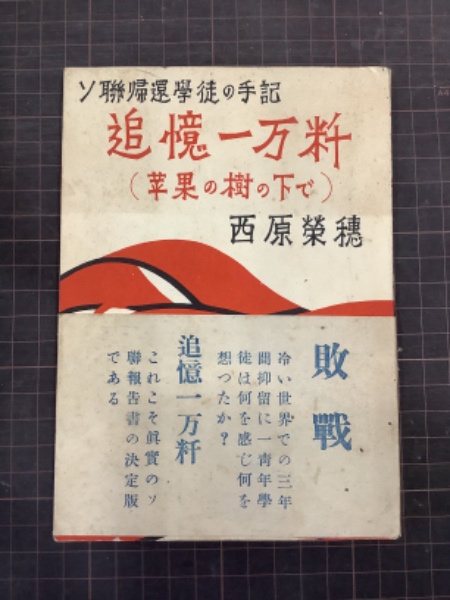 ソ聯帰還學徒の手記
追憶一万粁
(苹果の樹の下で)
西原榮穗
敗戰
冷い世界での三年
間抑留に一靑年學
徒は何を感じ何を
想つたか?
追憶一万粁
これこそ眞實のソ
聯報告書の決定版
である